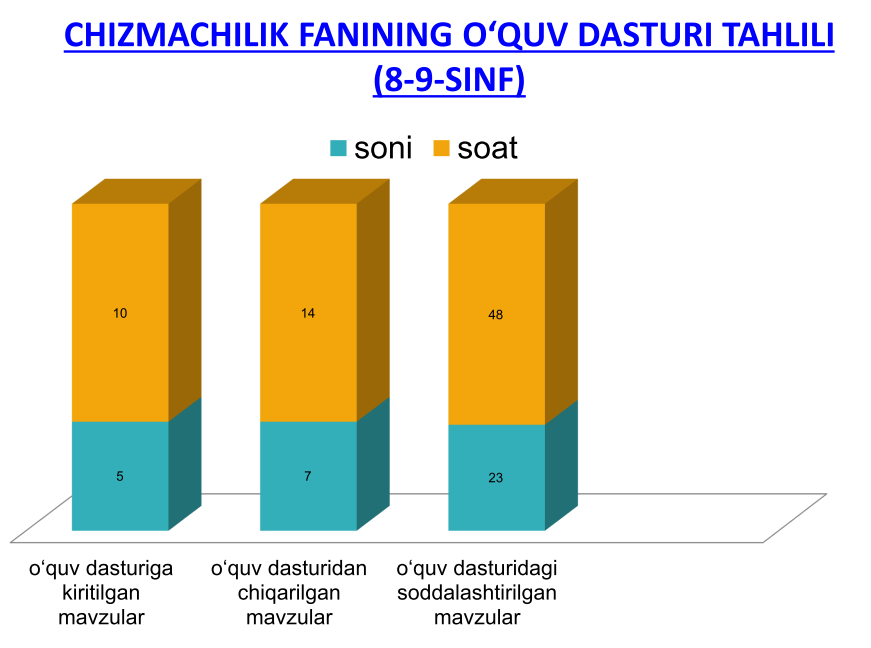 CHIZMACHILIK FANINING O‘QUV DASTURI TAHLILI
(8-9-SINF)
soni soat
10
14
48
5
7
23
o‘quv dasturiga
kiritilgan
mavzular
o‘quv dasturidan
chiqarilgan
mavzular
o‘quv dasturidagi
soddalashtirilgan
mavzular